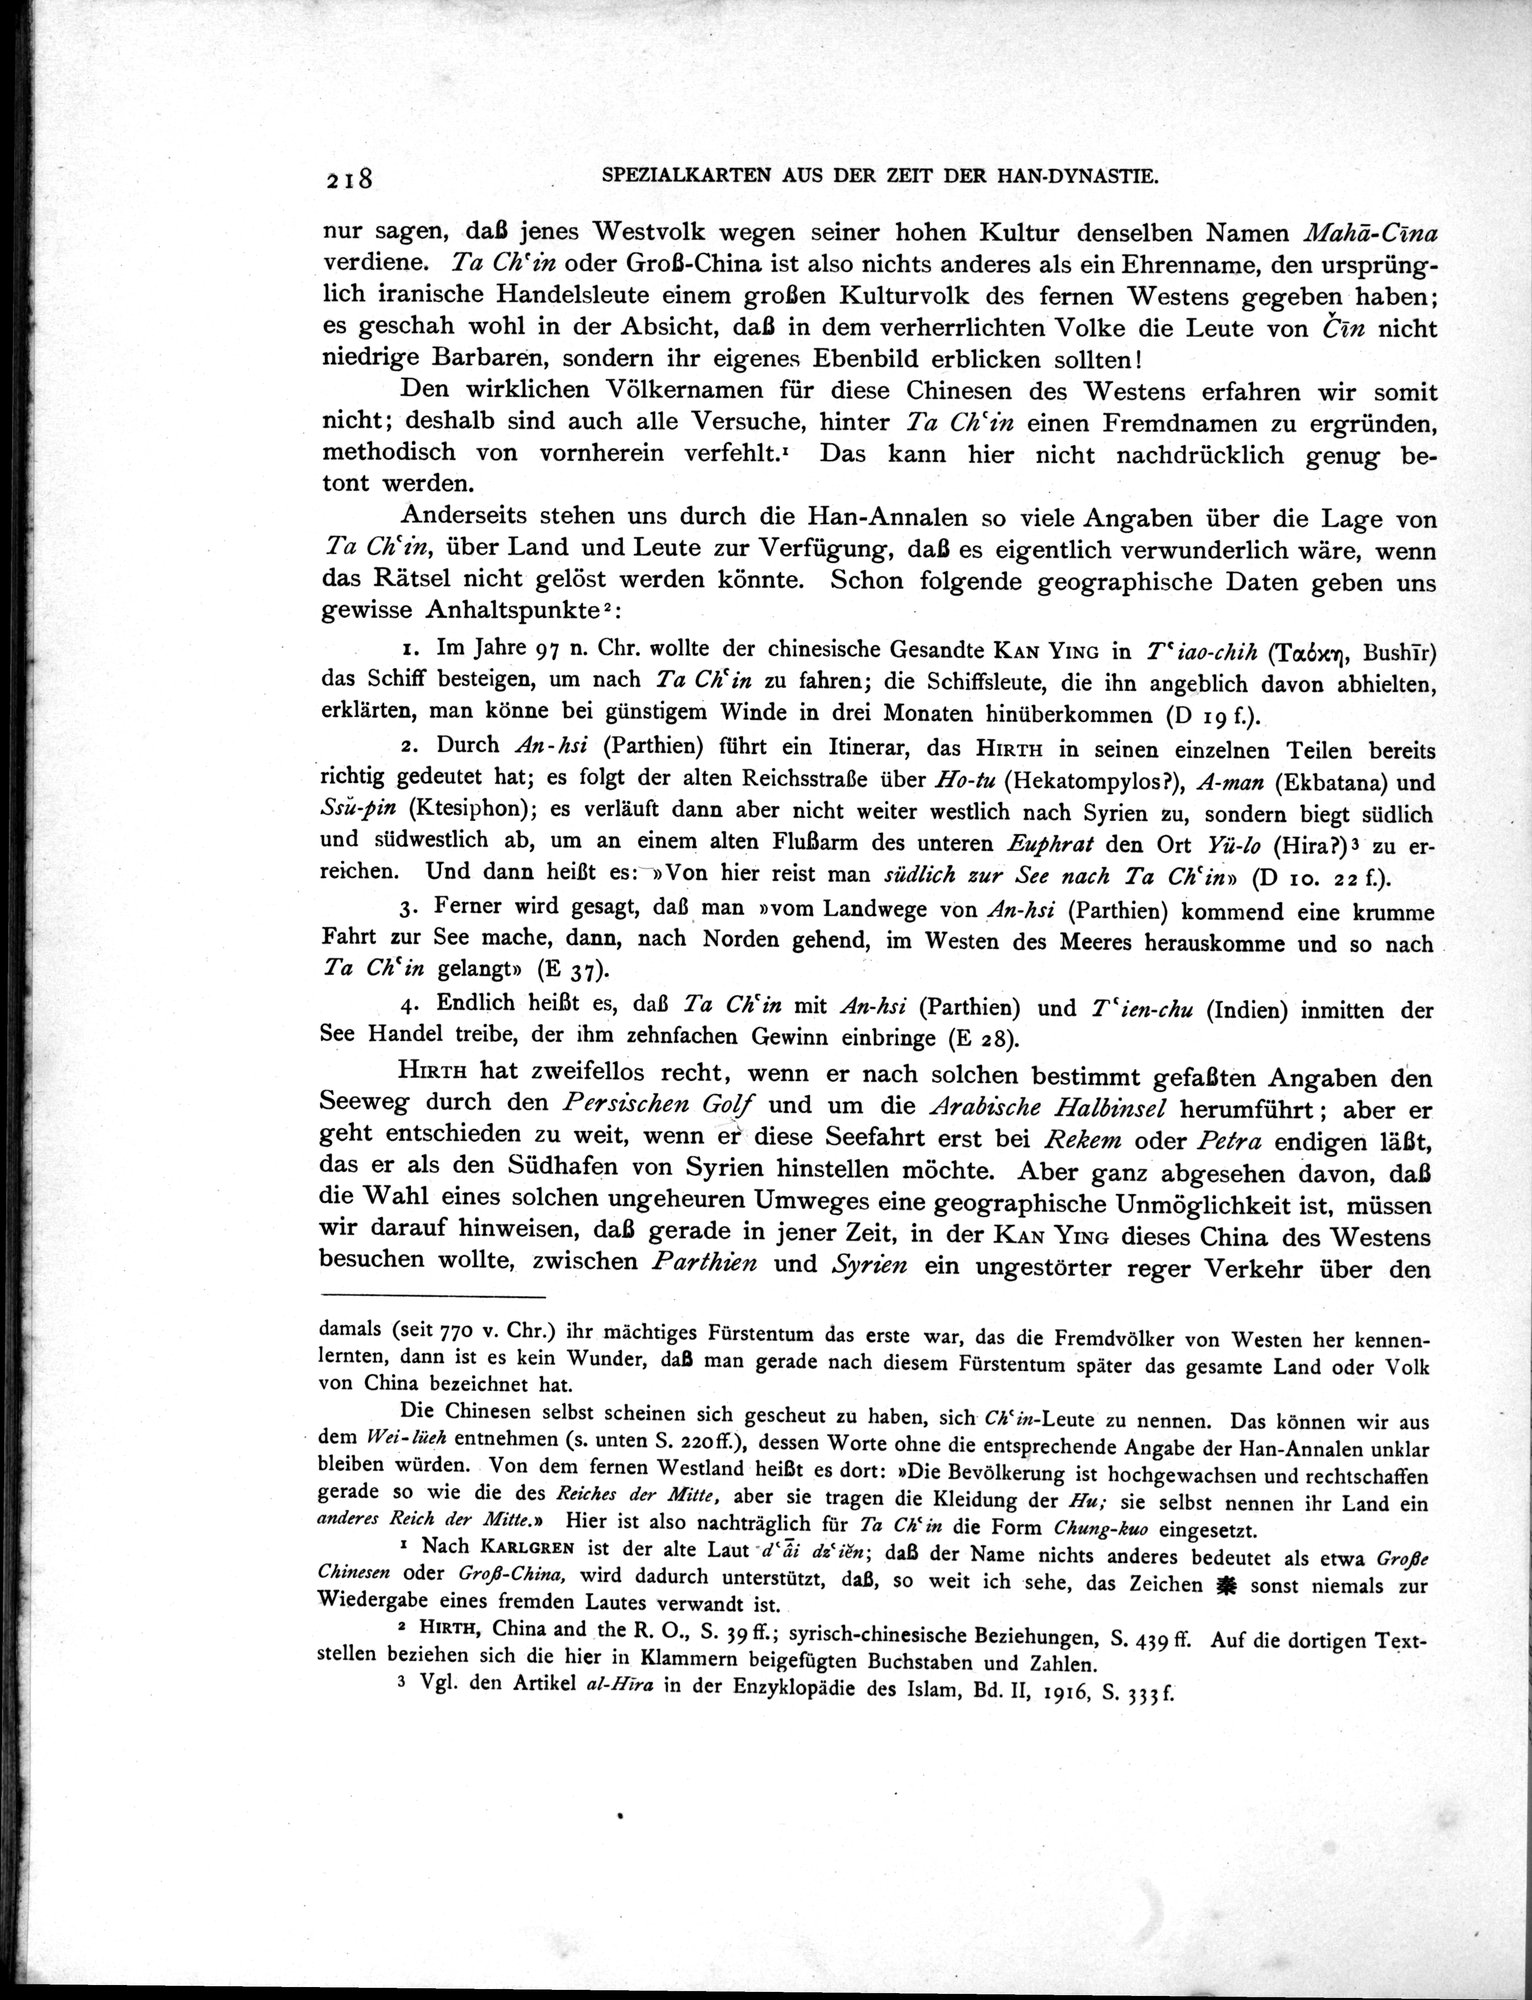 218 SPEZIALKARTEN AUS DER ZEIT DER HAN-DYNASTIE.
nur sagen, daß jenes Westvolk wegen seiner hohen Kultur denselben Namen Mahā-Cīna
verdiene. Ta Chʽin oder Groß-China ist also nichts anderes als ein Ehrenname, den ursprüng-
lich iranische Handelsleute einem großen Kulturvolk des fernen Westens gegeben haben;
es geschah wohl in der Absicht, daß in dem verherrlichten Volke die Leute von Čīn nicht
niedrige Barbaren, sondern ihr eigenes Ebenbild erblicken sollten!
Den wirklichen Völkernamen für diese Chinesen des Westens erfahren wir somit
nicht; deshalb sind auch alle Versuche, hinter Ta Chʽin einen Fremdnamen zu ergründen,
methodisch von vornherein verfehlt.¹ Das kann hier nicht nachdrücklich genug be-
tont werden.
Anderseits stehen uns durch die Han-Annalen so viele Angaben über die Lage von
Ta Chʽin, über Land und Leute zur Verfügung, daß es eigentlich verwunderlich wäre, wenn
das Rätsel nicht gelöst werden könnte. Schon folgende geographische Daten geben uns
gewisse Anhaltspunkte²:
1. Im Jahre 97 n. Chr. wollte der chinesische Gesandte KAN YING in Tʽiao-chih (Ταόκη, Bushīr)
das Schiff besteigen, um nach Ta Chʽin zu fahren; die Schiffsleute, die ihn angeblich davon abhielten,
erklärten, man könne bei günstigem Winde in drei Monaten hinüberkommen (D 19 f.).
2. Durch An-hsi (Parthien) führt ein Itinerar, das HIRTH in seinen einzelnen Teilen bereits
richtig gedeutet hat; es folgt der alten Reichsstraße über Ho-tu (Hekatompylos?), A-man (Ekbatana) und
Ssŭ-pin (Ktesiphon); es verläuft dann aber nicht weiter westlich nach Syrien zu, sondern biegt südlich
und südwestlich ab, um an einem alten Flußarm des unteren Euphrat den Ort Yü-lo (Hira?)³ zu er-
reichen. Und dann heißt es: »Von hier reist man südlich zur See nach Ta Chʽin» (D 10. 22 f.).
3. Ferner wird gesagt, daß man »vom Landwege von An-hsi (Parthien) kommend eine krumme
Fahrt zur See mache, dann, nach Norden gehend, im Westen des Meeres herauskomme und so nach
Ta Chʽin gelangt» (E 37).
4. Endlich heißt es, daß Ta Chʽin mit An-hsi (Parthien) und Tʽien-chu (Indien) inmitten der
See Handel treibe, der ihm zehnfachen Gewinn einbringe (E 28).
HIRTH hat zweifellos recht, wenn er nach solchen bestimmt gefaßten Angaben den
Seeweg durch den Persischen Golf und um die Arabische Halbinsel herumführt; aber er
geht entschieden zu weit, wenn er diese Seefahrt erst bei Rekem oder Petra endigen läßt,
das er als den Südhafen von Syrien hinstellen möchte. Aber ganz abgesehen davon, daß
die Wahl eines solchen ungeheuren Umweges eine geographische Unmöglichkeit ist, müssen
wir darauf hinweisen, daß gerade in jener Zeit, in der KAN YING dieses China des Westens
besuchen wollte, zwischen Parthien und Syrien ein ungestörter reger Verkehr über den
damals (seit 770 v. Chr.) ihr mächtiges Fürstentum das erste war, das die Fremdvölker von Westen her kennen-
lernten, dann ist es kein Wunder, daß man gerade nach diesem Fürstentum später das gesamte Land oder Volk
von China bezeichnet hat.
Die Chinesen selbst scheinen sich gescheut zu haben, sich Chʽin-Leute zu nennen. Das können wir aus
dem Wei-lüeh entnehmen (s. unten S. 220ff.), dessen Worte ohne die entsprechende Angabe der Han-Annalen unklar
bleiben würden. Von dem fernen Westland heißt es dort: »Die Bevölkerung ist hochgewachsen und rechtschaffen
gerade so wie die des Reiches der Mitte, aber sie tragen die Kleidung der Hu; sie selbst nennen ihr Land ein
anderes Reich der Mitte.» Hier ist also nachträglich für Ta Chʽin die Form Chung-kuo eingesetzt.
¹ Nach KARLGREN ist der alte Laut dʽâi dzʽiĕn; daß der Name nichts anderes bedeutet als etwa Große
Chinesen oder Groß-China, wird dadurch unterstützt, daß, so weit ich sehe, das Zeichen sonst niemals zur
Wiedergabe eines fremden Lautes verwandt ist.
² HIRTH, China and the R. O., S. 39 ff.; syrisch-chinesische Beziehungen, S. 439 ff. Auf die dortigen Text-
stellen beziehen sich die hier in Klammern beigefügten Buchstaben und Zahlen.
³ Vgl. den Artikel al-Hīra in der Enzyklopädie des Islam, Bd. II, 1916, S. 333 f.